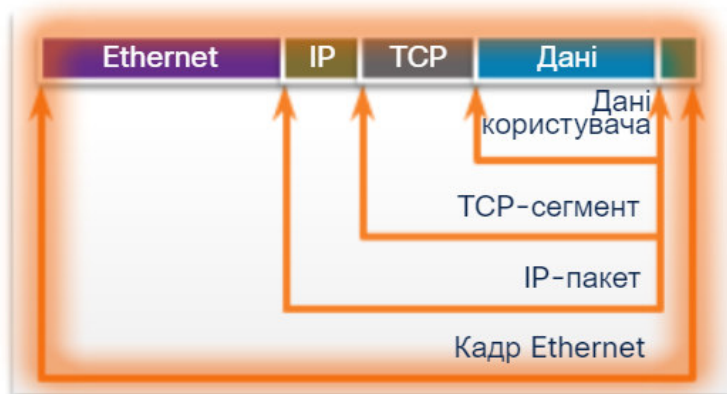 Ethernet IP TCP Дані
Дані
користувача
TCP-сегмент
IP-пакет
Кадр Ethernet